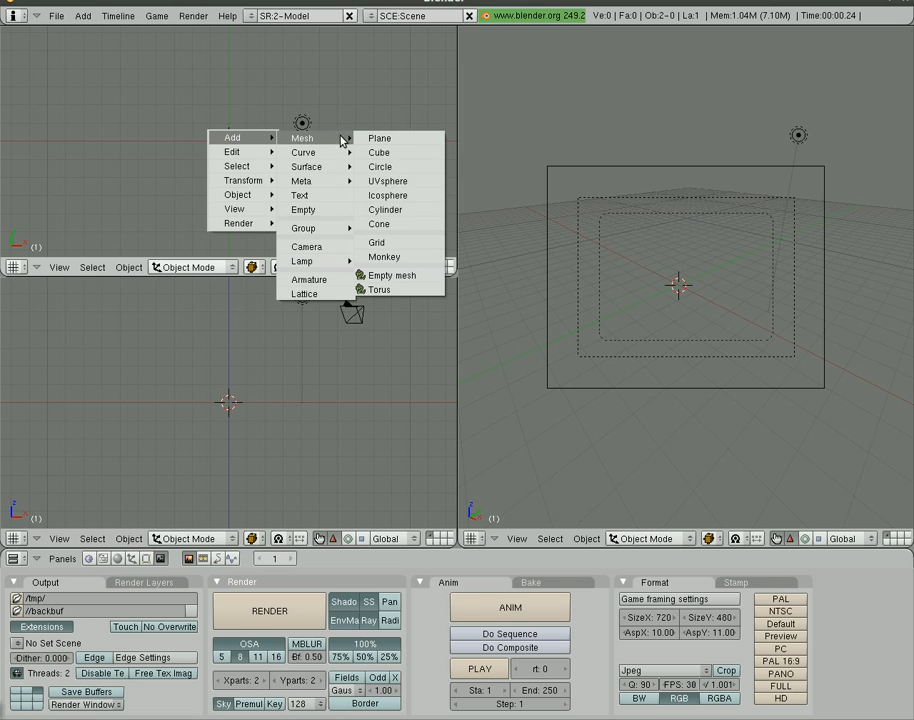 Blender
File Add Timeline Game Render Help SR:2-Model SCE:Scene www.blender.org 249.2 Ve:0 | Fa:0 | Ob:2-0 | La:1 | Mem:1.04M (7.10M) | Time:00:00.24 |
Add
Edit
Select
Transform
Object
View
Render
Mesh
Curve
Surface
Meta
Text
Empty
Group
Camera
Lamp
Armature
Lattice
Plane
Cube
Circle
UVsphere
Icosphere
Cylinder
Cone
Grid
Monkey
Empty mesh
Torus
x (1)
View Select Object Object Mode
z x (1)
z (1)
View Select Object Object Mode Global
View Select Object Object Mode Global
Panels 1
Output Render Layers
/tmp/
//backbuf
Extensions Touch No Overwrite
No Set Scene
Dither: 0.000 Edge Edge Settings
Threads: 2 Disable Te Free Tex Imag
Save Buffers
Render Window
Render
RENDER
Shado SS Pan
EnvMa Ray Radi
OSA MBLUR 100%
5 8 11 16 Bf: 0.50 75% 50% 25%
Xparts: 2 Yparts: 2 Fields Odd X
Gaus 1.00
Sky Premul Key 128 Border
Anim Bake
ANIM
Do Sequence
Do Composite
PLAY rt: 0
Sta: 1 End: 250
Step: 1
Format Stamp
Game framing settings
SizeX: 720 SizeY: 480
AspX: 10.00 AspY: 11.00
Jpeg Crop
Q: 90 FPS: 30 / 1.001
BW RGB RGBA
PAL
NTSC
Default
Preview
PC
PAL 16:9
PANO
FULL
HD